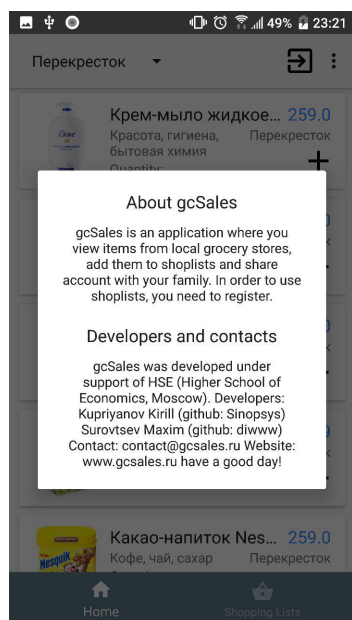 49% 23:21
Перекресток
Крем-мыло жидкое... 259.0
Красота, гигиена, Перекресток
бытовая химия
Quantity:
Dove
About gcSales
gcSales is an application where you
view items from local grocery stores,
add them to shoplists and share
account with your family. In order to use
shoplists, you need to register.
Developers and contacts
gcSales was developed under
support of HSE (Higher School of
Economics, Moscow). Developers:
Kupriyanov Kirill (github: Sinopsys)
Surovtsev Maxim (github: diwww)
Contact: contact@gcsales.ru Website:
www.gcsales.ru have a good day!
Какао-напиток Nes... 259.0
Кофе, чай, сахар Перекресток
Nesquik
Home
Shopping Lists